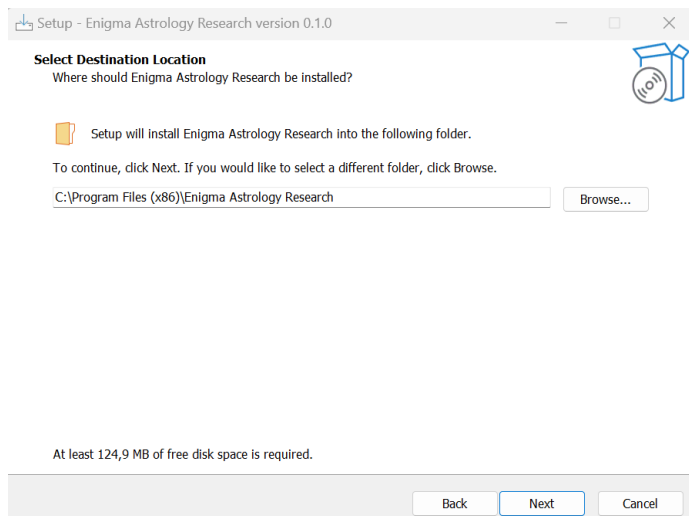 Setup - Enigma Astrology Research version 0.1.0
Select Destination Location
Where should Enigma Astrology Research be installed?
Setup will install Enigma Astrology Research into the following folder.
To continue, click Next. If you would like to select a different folder, click Browse.
C:\Program Files (x86)\Enigma Astrology Research
Browse...
At least 124,9 MB of free disk space is required.
Back
Next
Cancel